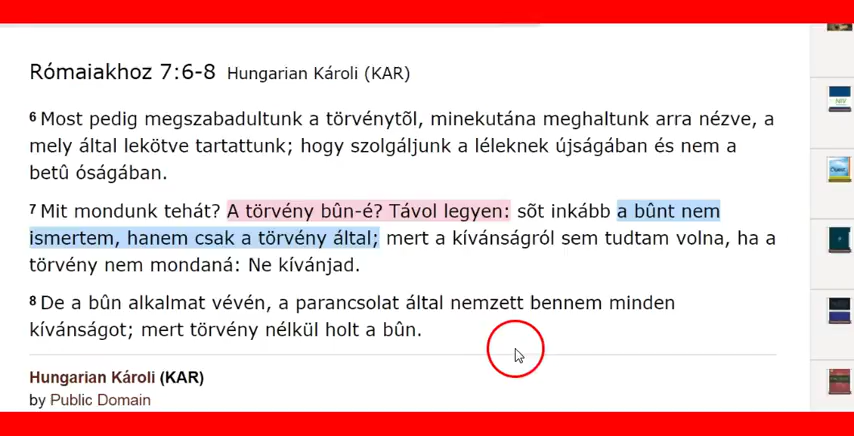 Rómaiakhoz 7:6-8 Hungarian Károli (KAR)
6 Most pedig megszabadultunk a törvénytõl, minekutána meghaltunk arra nézve, a
mely által lekötve tartattunk; hogy szolgáljunk a léleknek újságában és nem a
betû óságában.
7 Mit mondunk tehát? A törvény bûn-é? Távol legyen: sõt inkább a bûnt nem
ismertem, hanem csak a törvény által; mert a kívánságról sem tudtam volna, ha a
törvény nem mondaná: Ne kívánjad.
8 De a bûn alkalmat vévén, a parancsolat által nemzett bennem minden
kívánságot; mert törvény nélkül holt a bûn.
Hungarian Károli (KAR)
by Public Domain
NIV